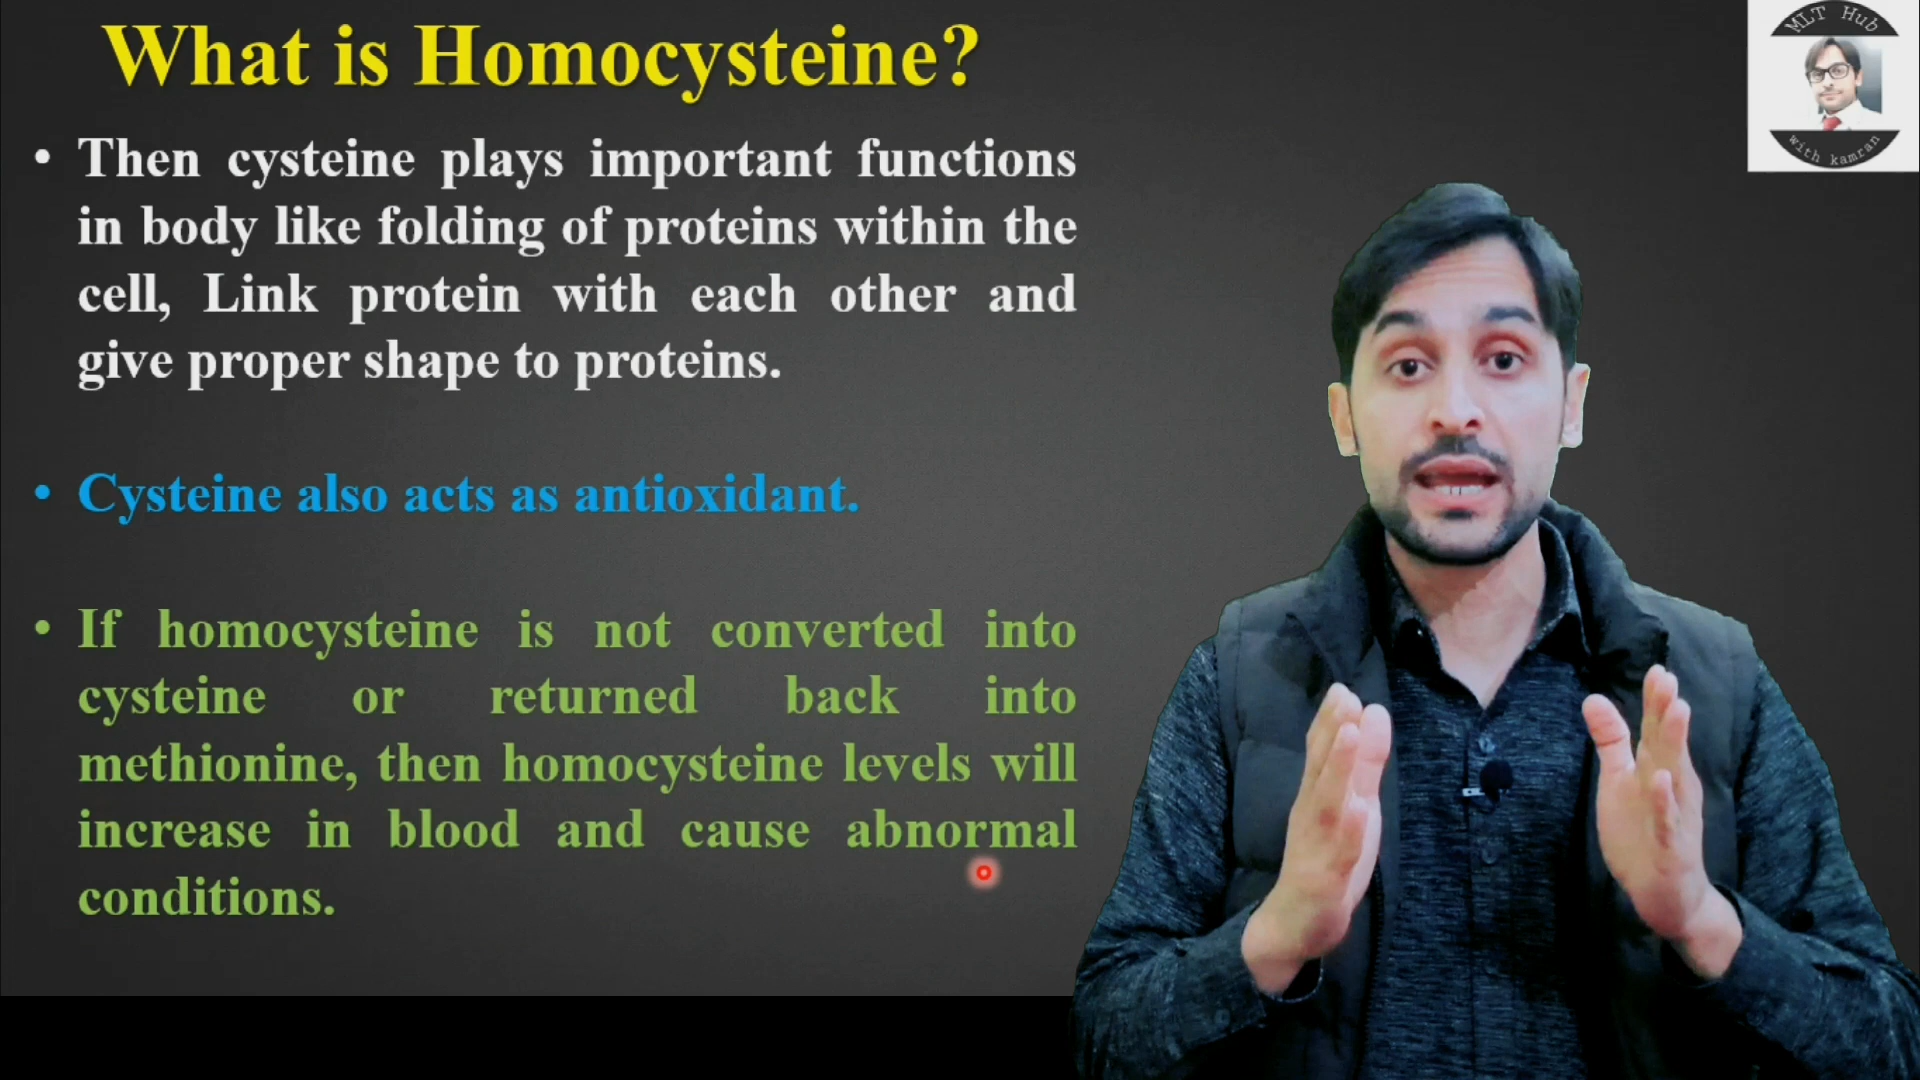 What is Homocysteine?
MLT Hub
with kamran
• Then cysteine plays important functions
in body like folding of proteins within the
cell, Link protein with each other and
give proper shape to proteins.
• Cysteine also acts as antioxidant.
• If homocysteine is not converted into
cysteine or returned back into
methionine, then homocysteine levels will
increase in blood and cause abnormal
conditions.